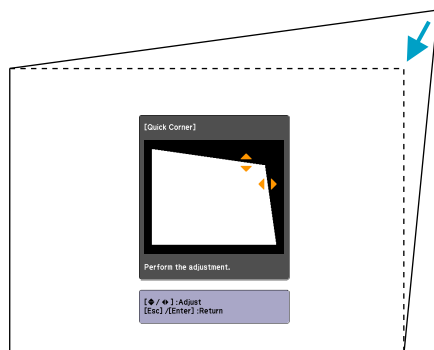 [Quick Corner]
Perform the adjustment.
[ / ] :Adjust
[Esc] /[Enter] :Return